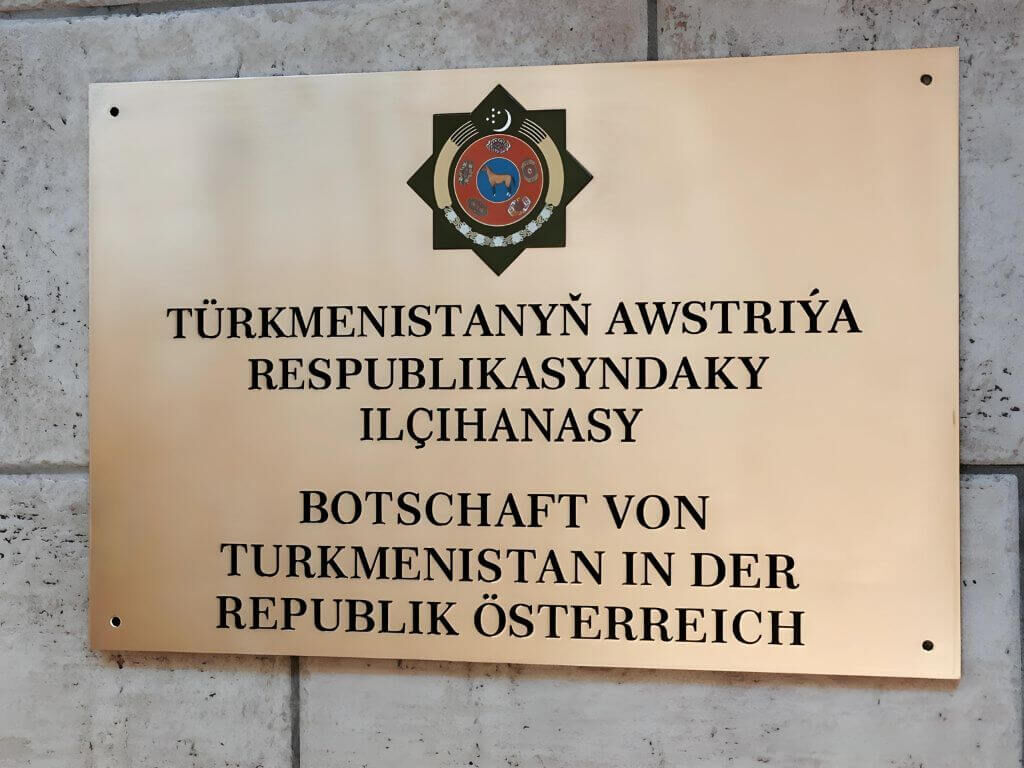 TÜRKMENISTANYŇ AWSTRIÝA
RESPUBLIKASYNDAKY
ILÇIHANASY
BOTSCHAFT VON
TURKMENISTAN IN DER
REPUBLIK ÖSTERREICH